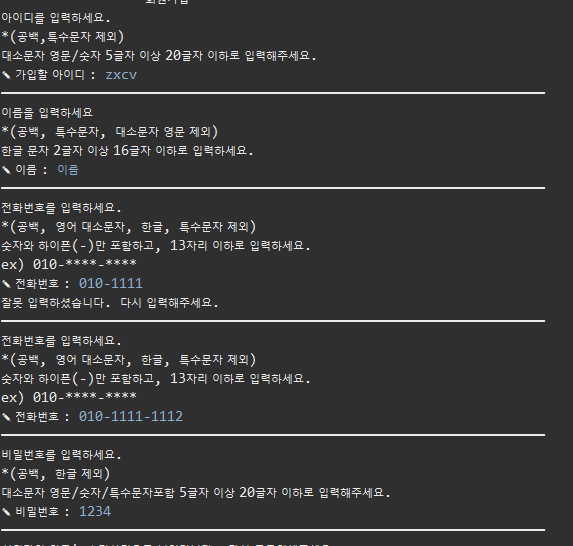 아이디를 입력하세요.
*(공백,특수문자 제외)
대소문자 영문/숫자 5글자 이상 20글자 이하로 입력해주세요.
✎ 가입할 아이디 : zxcv
이름을 입력하세요
*(공백, 특수문자, 대소문자 영문 제외)
한글 문자 2글자 이상 16글자 이하로 입력하세요.
✎ 이름 : 이름
전화번호를 입력하세요.
*(공백, 영어 대소문자, 한글, 특수문자 제외)
숫자와 하이픈(-)만 포함하고, 13자리 이하로 입력하세요.
ex) 010-****-****
✎ 전화번호 : 010-1111
잘못 입력하셨습니다. 다시 입력해주세요.
전화번호를 입력하세요.
*(공백, 영어 대소문자, 한글, 특수문자 제외)
숫자와 하이픈(-)만 포함하고, 13자리 이하로 입력하세요.
ex) 010-****-****
✎ 전화번호 : 010-1111-1112
비밀번호를 입력하세요.
*(공백, 한글 제외)
대소문자 영문/숫자/특수문자포함 5글자 이상 20글자 이하로 입력해주세요.
✎ 비밀번호 : 1234